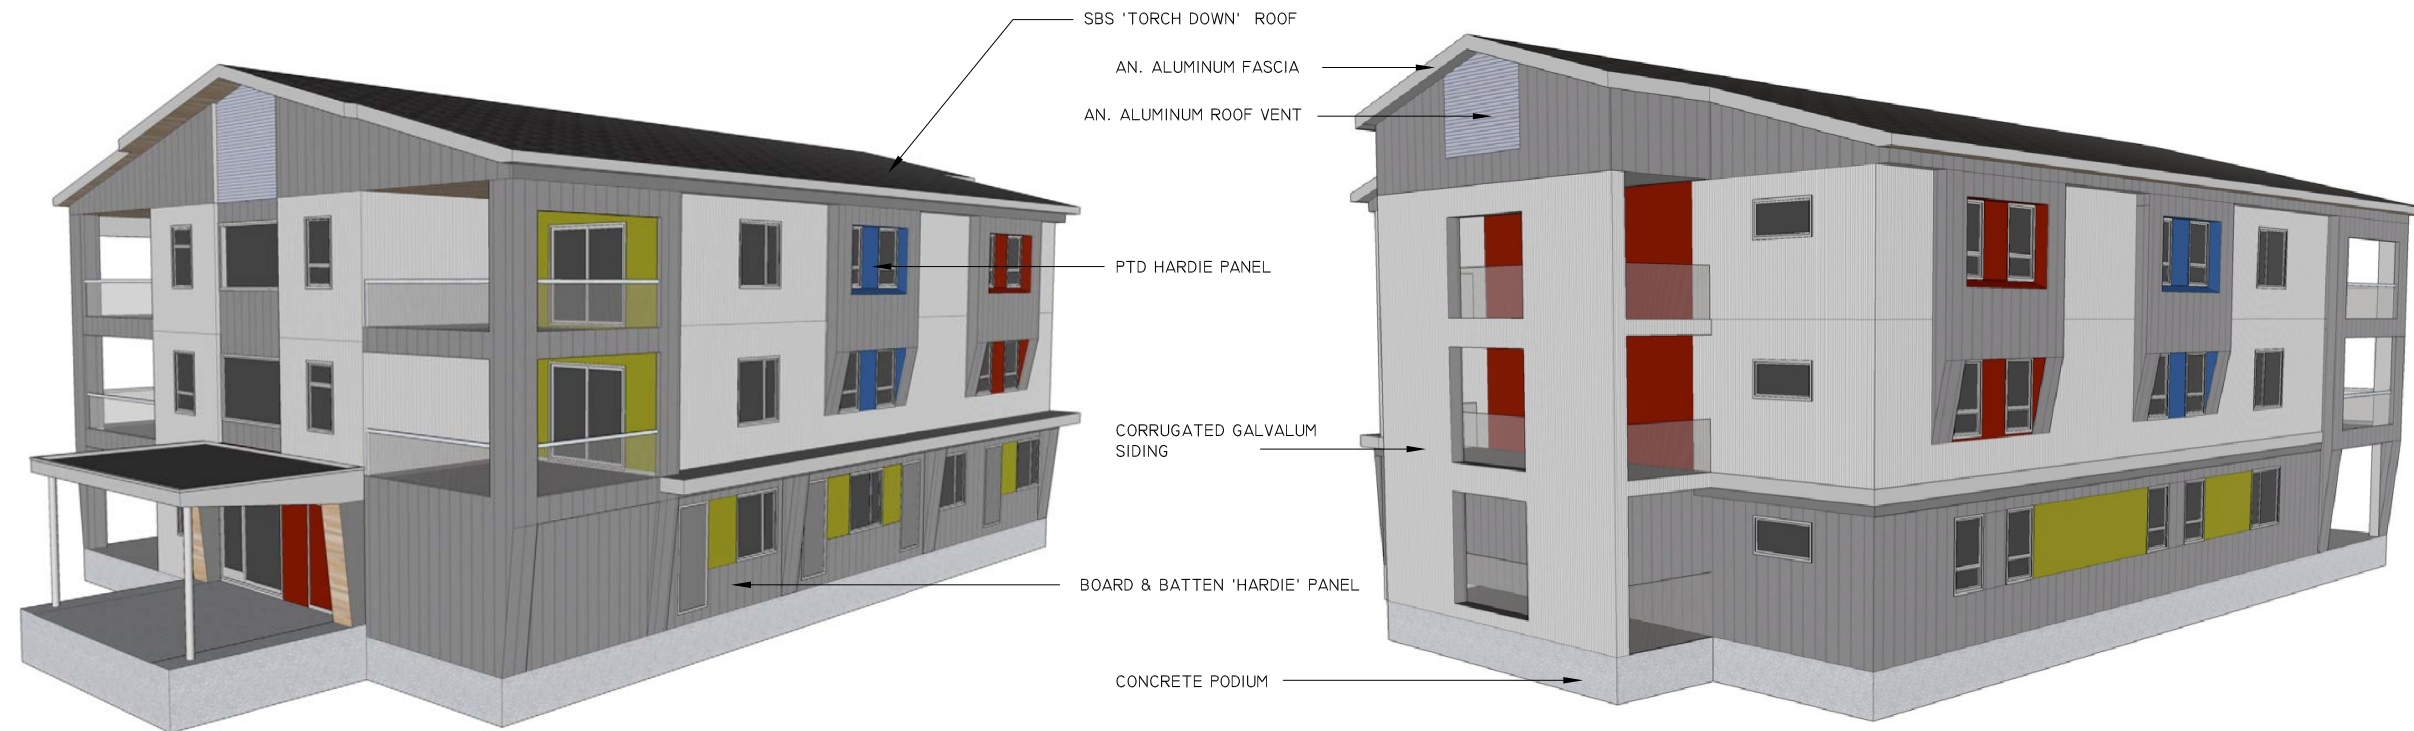 SBS 'TORCH DOWN' ROOF
AN. ALUMINUM FASCIA
AN. ALUMINUM ROOF VENT
PTD HARDIE PANEL
CORRUGATED GALVALUM
SIDING
BOARD & BATTEN 'HARDIE' PANEL
CONCRETE PODIUM